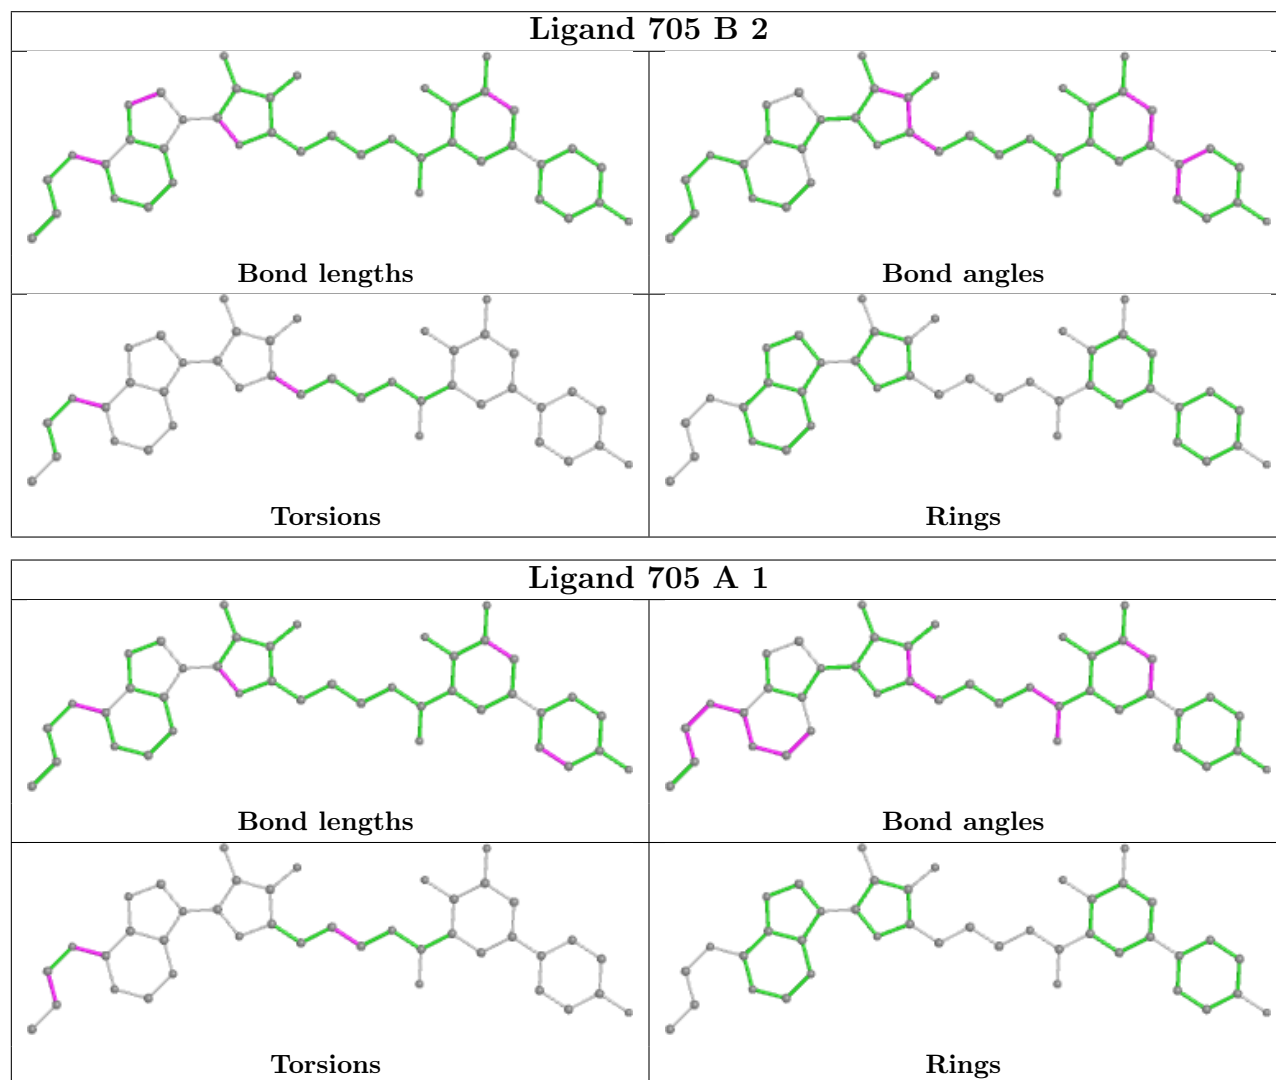 Ligand 705 B 2
Bond lengths
Bond angles
Torsions
Rings
Ligand 705 A 1
Bond lengths
Bond angles
Torsions
Rings